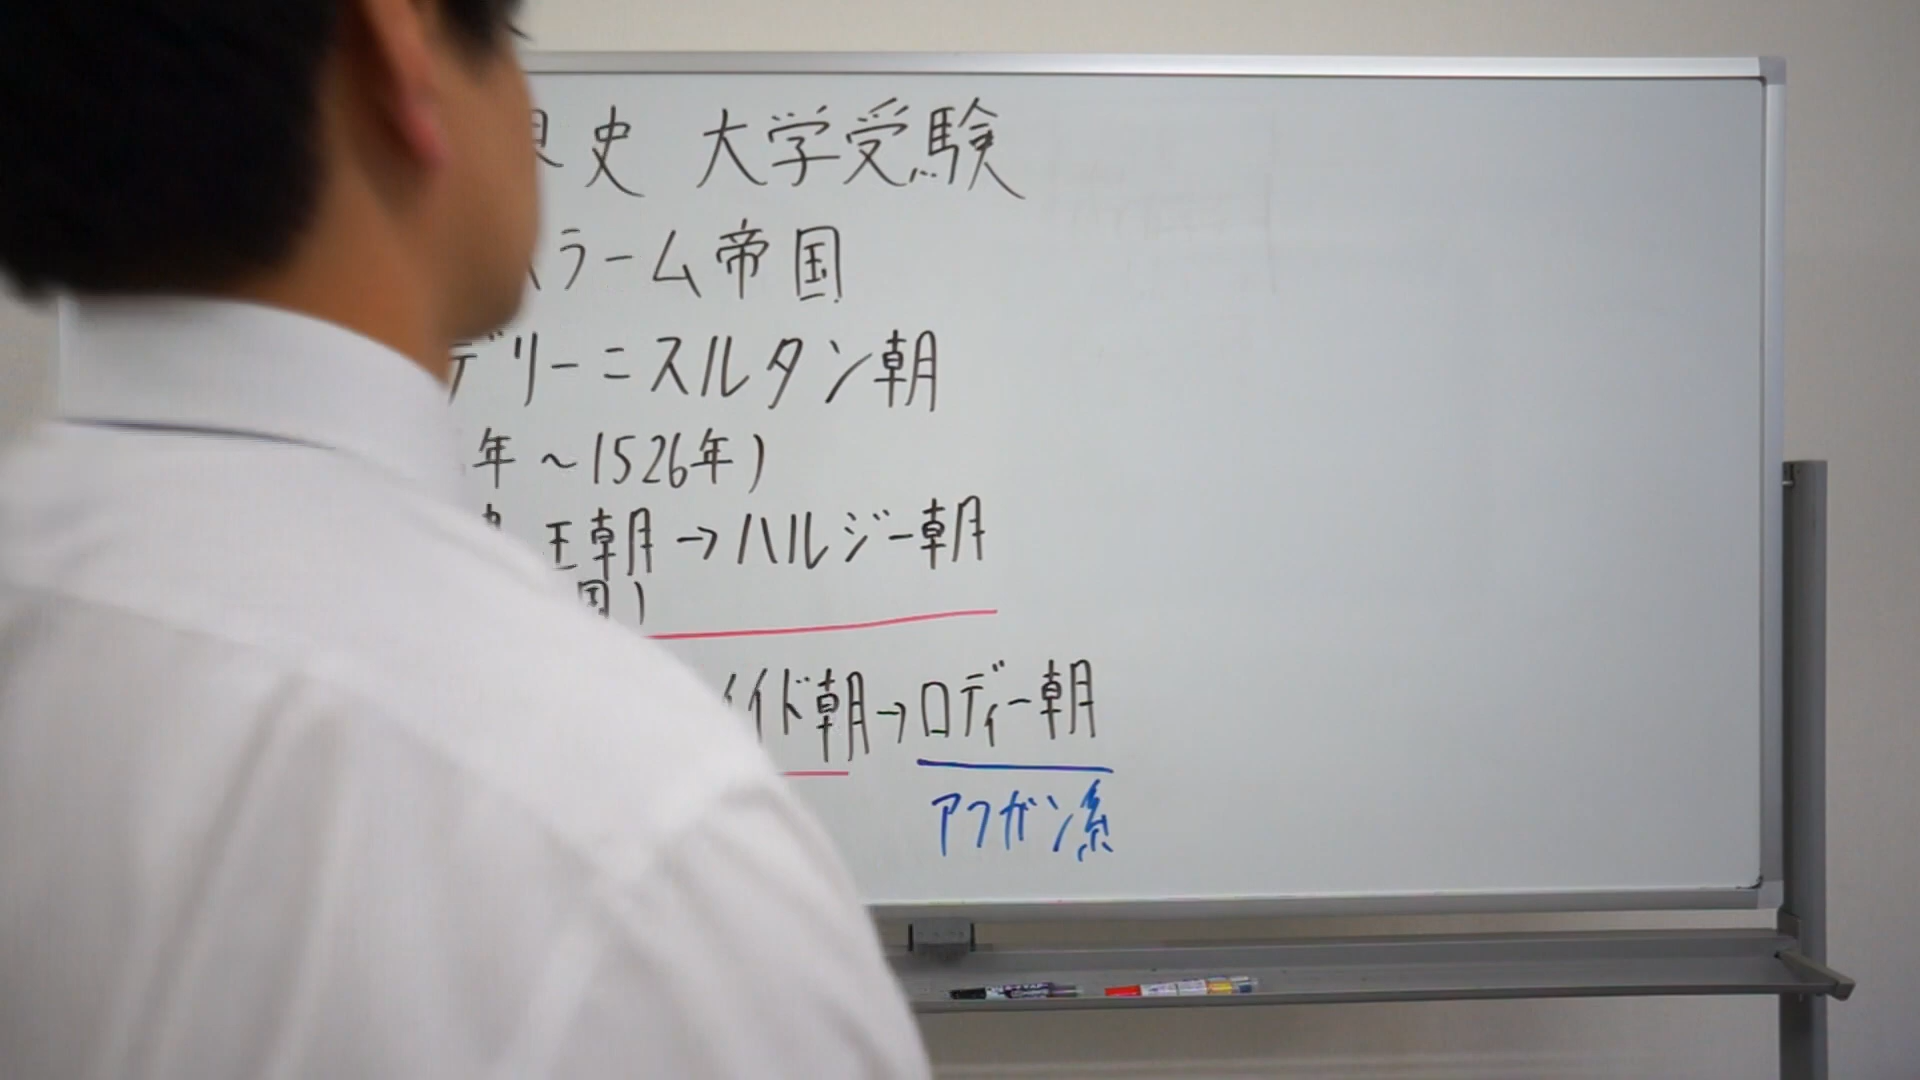 史 大学受験
ラーム帝国
デリー=スルタン朝
年〜1526年)
王朝→ハルジー朝
国)
イド朝→ロディー朝
アフガン系